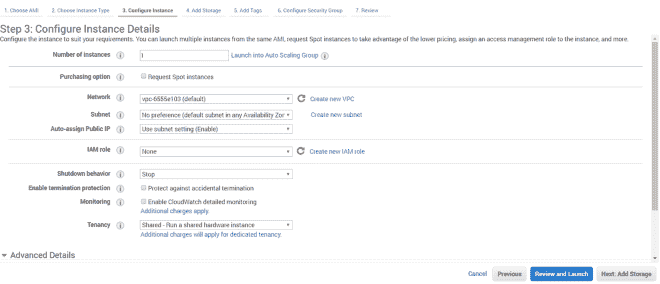 1. Choose AMI 2. Choose Instance Type 3. Configure Instance 4. Add Storage 5. Add Tags 6. Configure Security Group 7. Review
Step 3: Configure Instance Details
Configure the instance to suit your requirements. You can launch multiple instances from the same AMI, request Spot instances to take advantage of the lower pricing, assign an access management role to the instance, and more.
Number of instances 1 Launch into Auto Scaling Group
Purchasing option Request Spot instances
Network (default) Create new VPC
Subnet No preference (default subnet in any Availability Zor Create new subnet
Auto-assign Public IP Use subnet setting (Enable)
IAM role None Create new IAM role
Shutdown behavior Stop
Enable termination protection Protect against accidental termination
Monitoring Enable CloudWatch detailed monitoring
Additional charges apply.
Tenancy Shared - Run a shared hardware instance
Additional charges will apply for dedicated tenancy.
Advanced Details
Cancel Previous Review and Launch Next: Add Storage